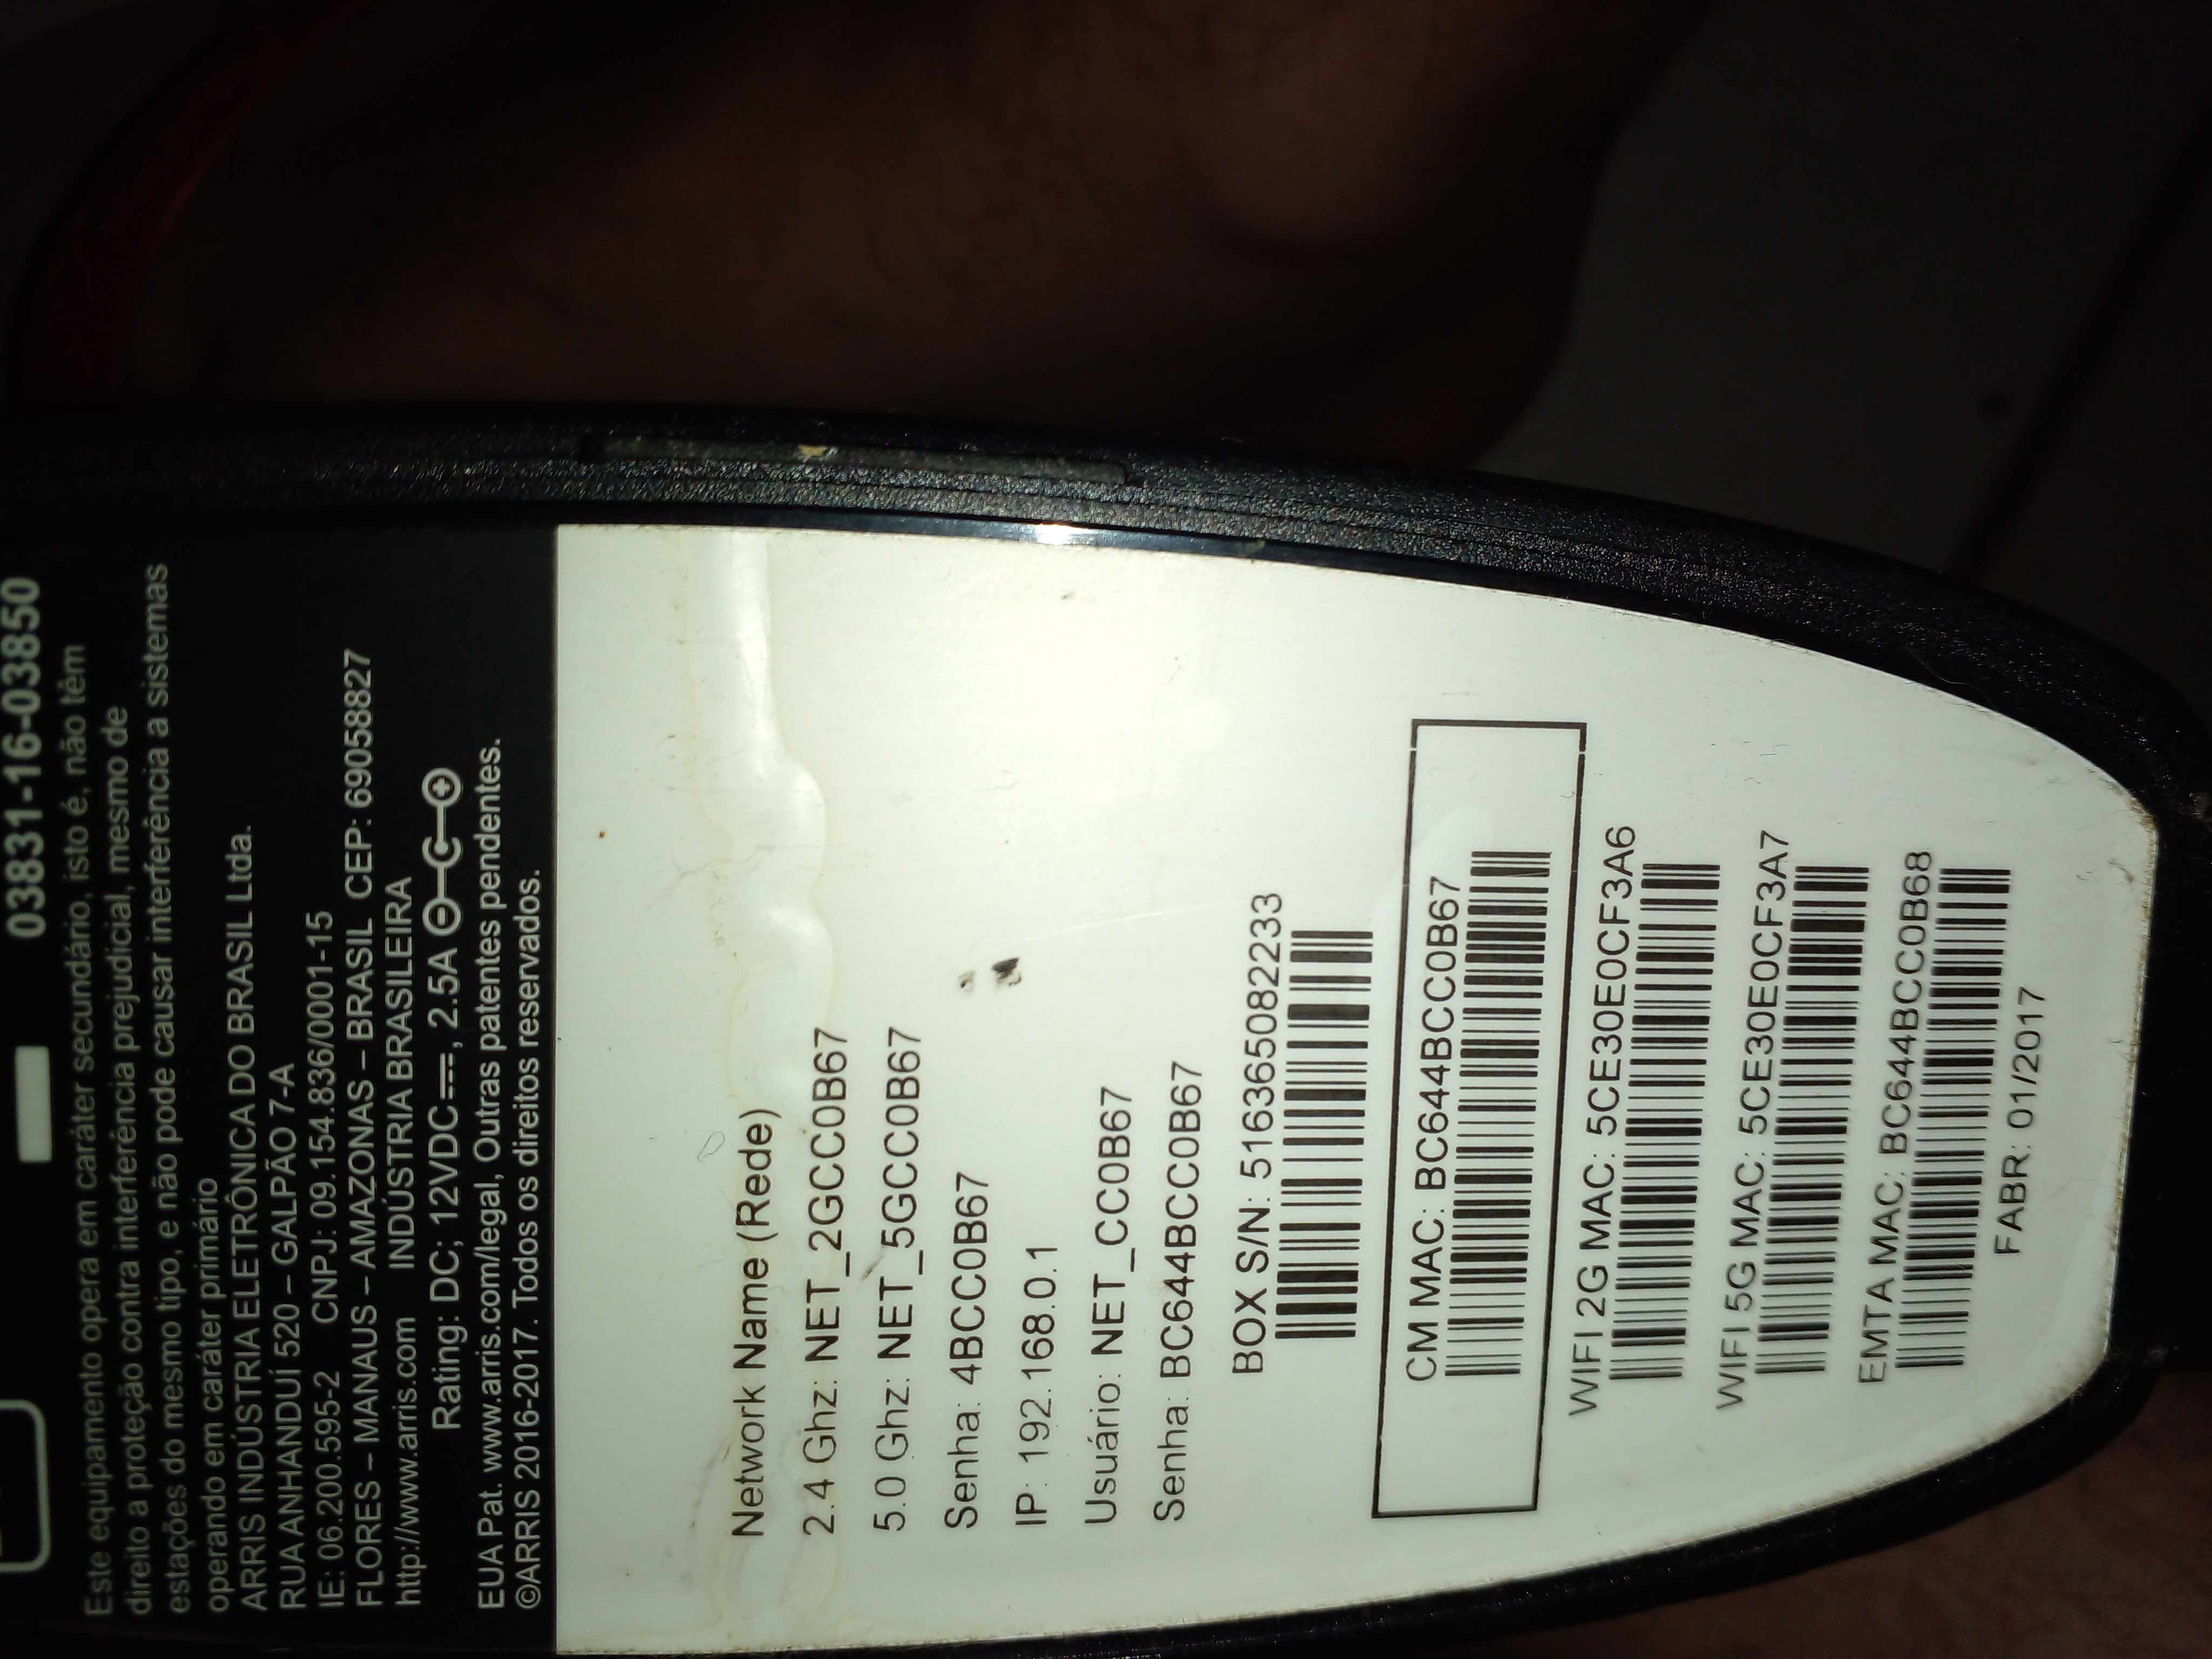 03831-16-03850
Este equipamento opera em caráter secundário, isto é, não têm
direito a proteção contra interferência prejudicial, mesmo de
estações do mesmo tipo, e não pode causar interferência a sistemas
operando em caráter primário
ARRIS INDÚSTRIA ELETRÔNICA DO BRASIL Ltda.
RUA ANHANDUÍ 520 – GALPÃO 7-A
IE: 06.200.595-2 CNPJ: 09.154.836/0001-15
FLORES – MANAUS – AMAZONAS – BRASIL CEP: 69058827
http://www.arris.com INDÚSTRIA BRASILEIRA
Rating: DC; 12VDC, 2.5A
EUA Pat. www.arris.com/legal, Outras patentes pendentes.
©ARRIS 2016-2017. Todos os direitos reservados.
Network Name (Rede)
2.4 Ghz: NET_2GCC0B67
5.0 Ghz: NET_5GCC0B67
Senha: 4BCC0B67
IP: 192.168.0.1
Usuário: NET_CC0B67
Senha: BC644BCC0B67
BOX S/N: 516365082233
CM MAC: BC644BCC0B67
WIFI 2G MAC: 5CE30E0CF3A6
WIFI 5G MAC: 5CE30E0CF3A7
EMTA MAC: BC644BCC0B68
FABR: 01/2017